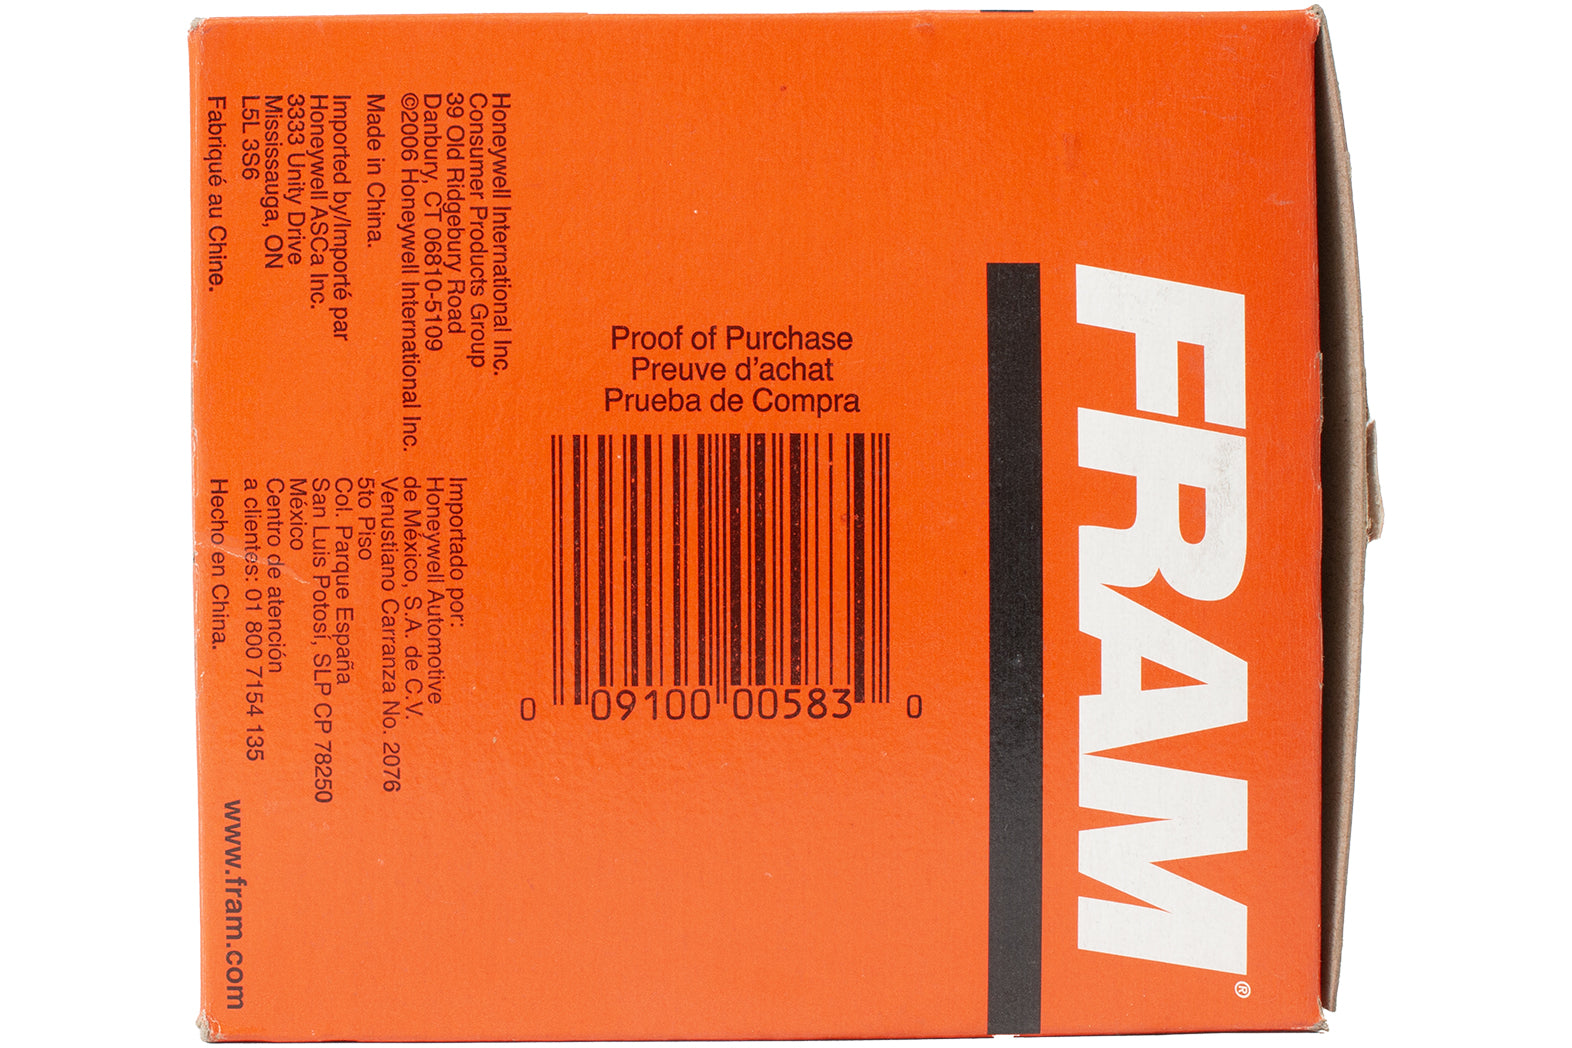 FRAM®
Proof of Purchase
Preuve d'achat
Prueba de Compra
0 09100 00583 0
Honeywell International Inc.
Consumer Products Group
39 Old Ridgebury Road
Danbury, CT 06810-5109
©2006 Honeywell International Inc.
Made in China.
Imported by/Importé par
Honeywell ASCa Inc.
3333 Unity Drive
Mississauga, ON
L5L 3S6
Fabriqué au Chine.
Importado por:
Honeywell Automotive
de México, S.A. de C.V.
Venustiano Carranza No. 2076
5to Piso
Col. Parque España
San Luis Potosí, SLP CP 78250
México
Centro de atención
a clientes: 01 800 7154 135
Hecho en China.
www.fram.com